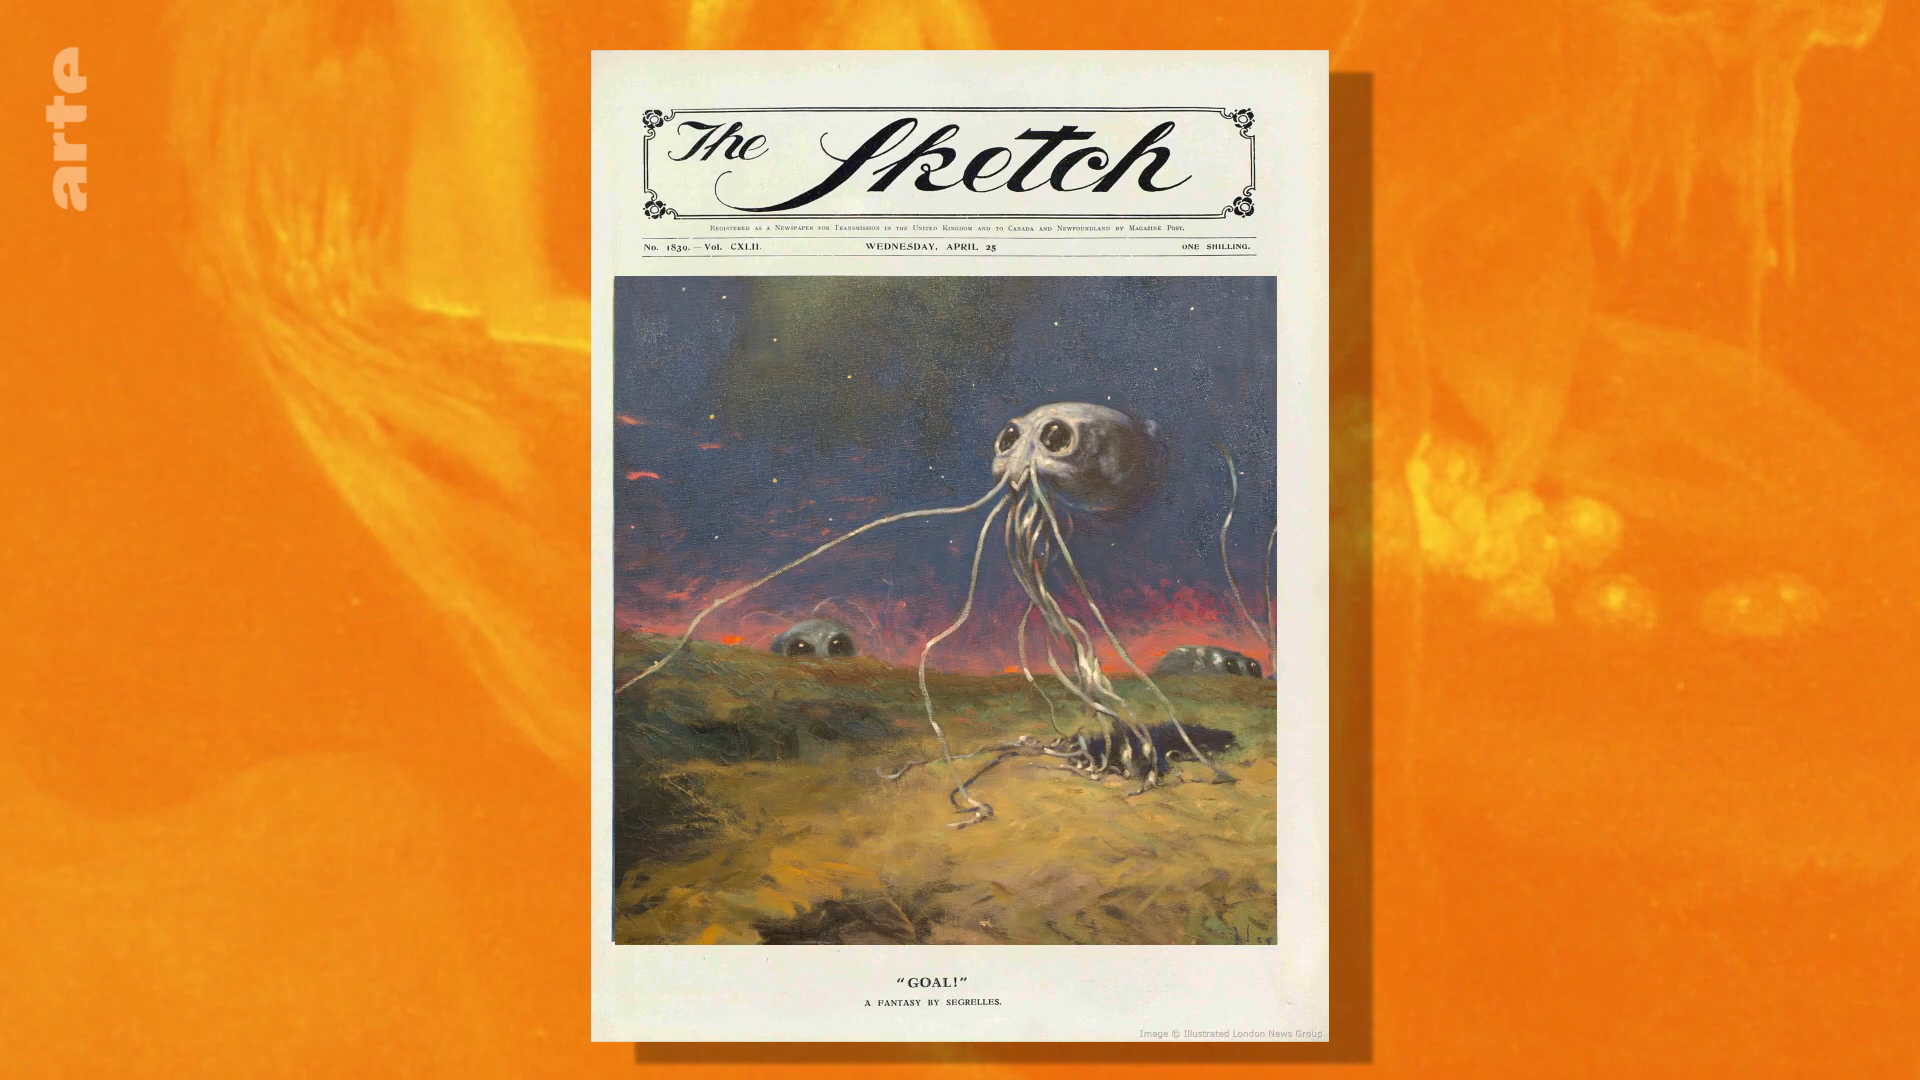 arte
The Sketch
REGISTERED AS A NEWSPAPER FOR TRANSMISSION IN THE UNITED KINGDOM AND TO CANADA AND NEWFOUNDLAND BY MAGAZINE POST.
No. 1839. — Vol. CXLII. WEDNESDAY, APRIL 25 ONE SHILLING.
“GOAL!”
A FANTASY BY SEGRELLES.
Image © Illustrated London News Group